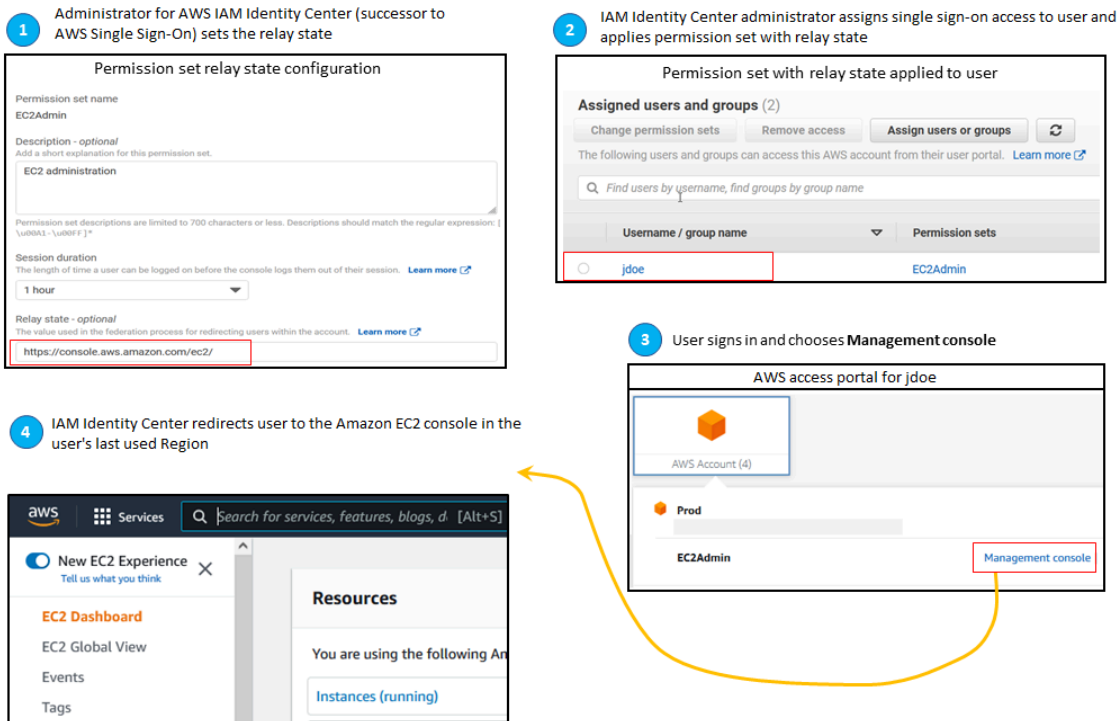 1
Administrator for AWS IAM Identity Center (successor to
AWS Single Sign-On) sets the relay state
Permission set relay state configuration
Permission set name
EC2Admin
Description - optional
Add a short explanation for this permission set.
EC2 administration
Permission set descriptions are limited to 700 characters or less. Descriptions should match the regular expression: [
\u00A1-\u00FF]*
Session duration
The length of time a user can be logged on before the console logs them out of their session. Learn more
1 hour
Relay state - optional
The value used in the federation process for redirecting users within the account. Learn more
https://console.aws.amazon.com/ec2/
2
IAM Identity Center administrator assigns single sign-on access to user and
applies permission set with relay state
Permission set with relay state applied to user
Assigned users and groups (2)
Change permission sets Remove access Assign users or groups
The following users and groups can access this AWS account from their user portal. Learn more
Find users by username, find groups by group name
Username / group name Permission sets
jdoe EC2Admin
3
User signs in and chooses Management console
AWS access portal for jdoe
AWS Account (4)
Prod
EC2Admin Management console
4
IAM Identity Center redirects user to the Amazon EC2 console in the
user's last used Region
aws Services Search for services, features, blogs, d [Alt+S]
New EC2 Experience
Tell us what you think
EC2 Dashboard
EC2 Global View
Events
Tags
Resources
You are using the following Am
Instances (running)